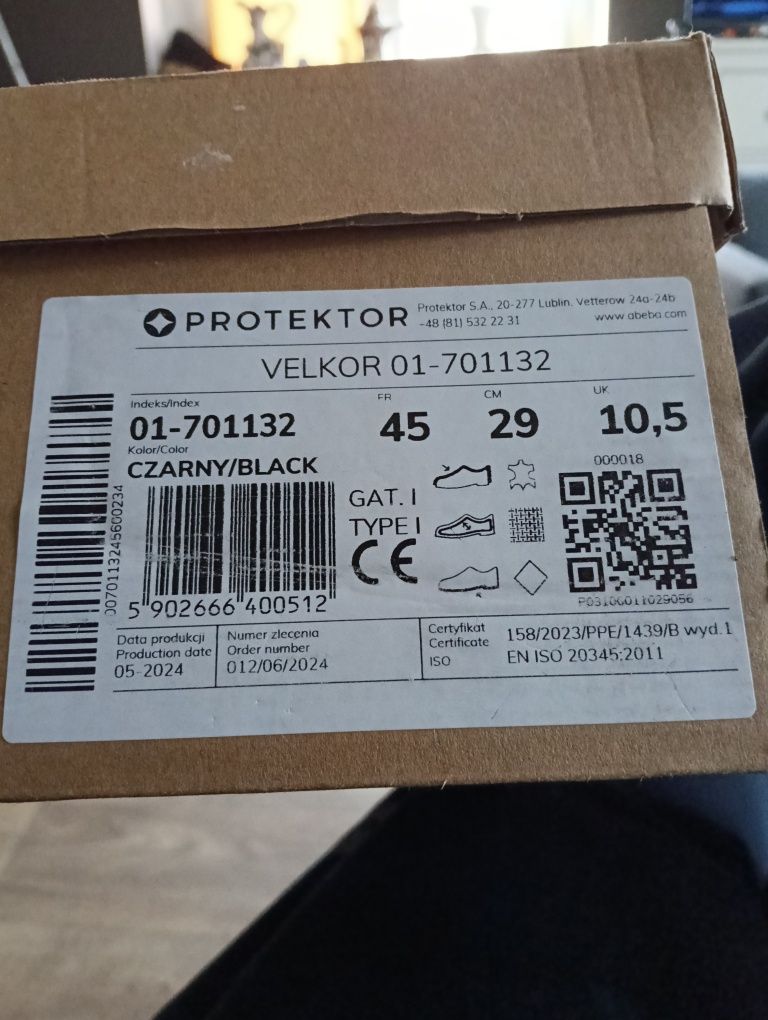 PROTEKTOR
Protektor S.A., 20-277 Lublin. Vetterow 24a-24b
-48 (81) 532 22 31 www.abeba.com
VELKOR 01-701132
Indeks/Index FR CM UK
01-701132 45 29 10,5
Kolor/Color
CZARNY/BLACK
000018
GAT. I
TYPE I
CE
0070113245600234
5 902666 400512
P03106011029056
Data produkcji
Production date
05-2024
Numer zlecenia
Order number
012/06/2024
Certyfikat
Certificate
ISO
158/2023/PPE/1439/B wyd.1
EN ISO 20345:2011